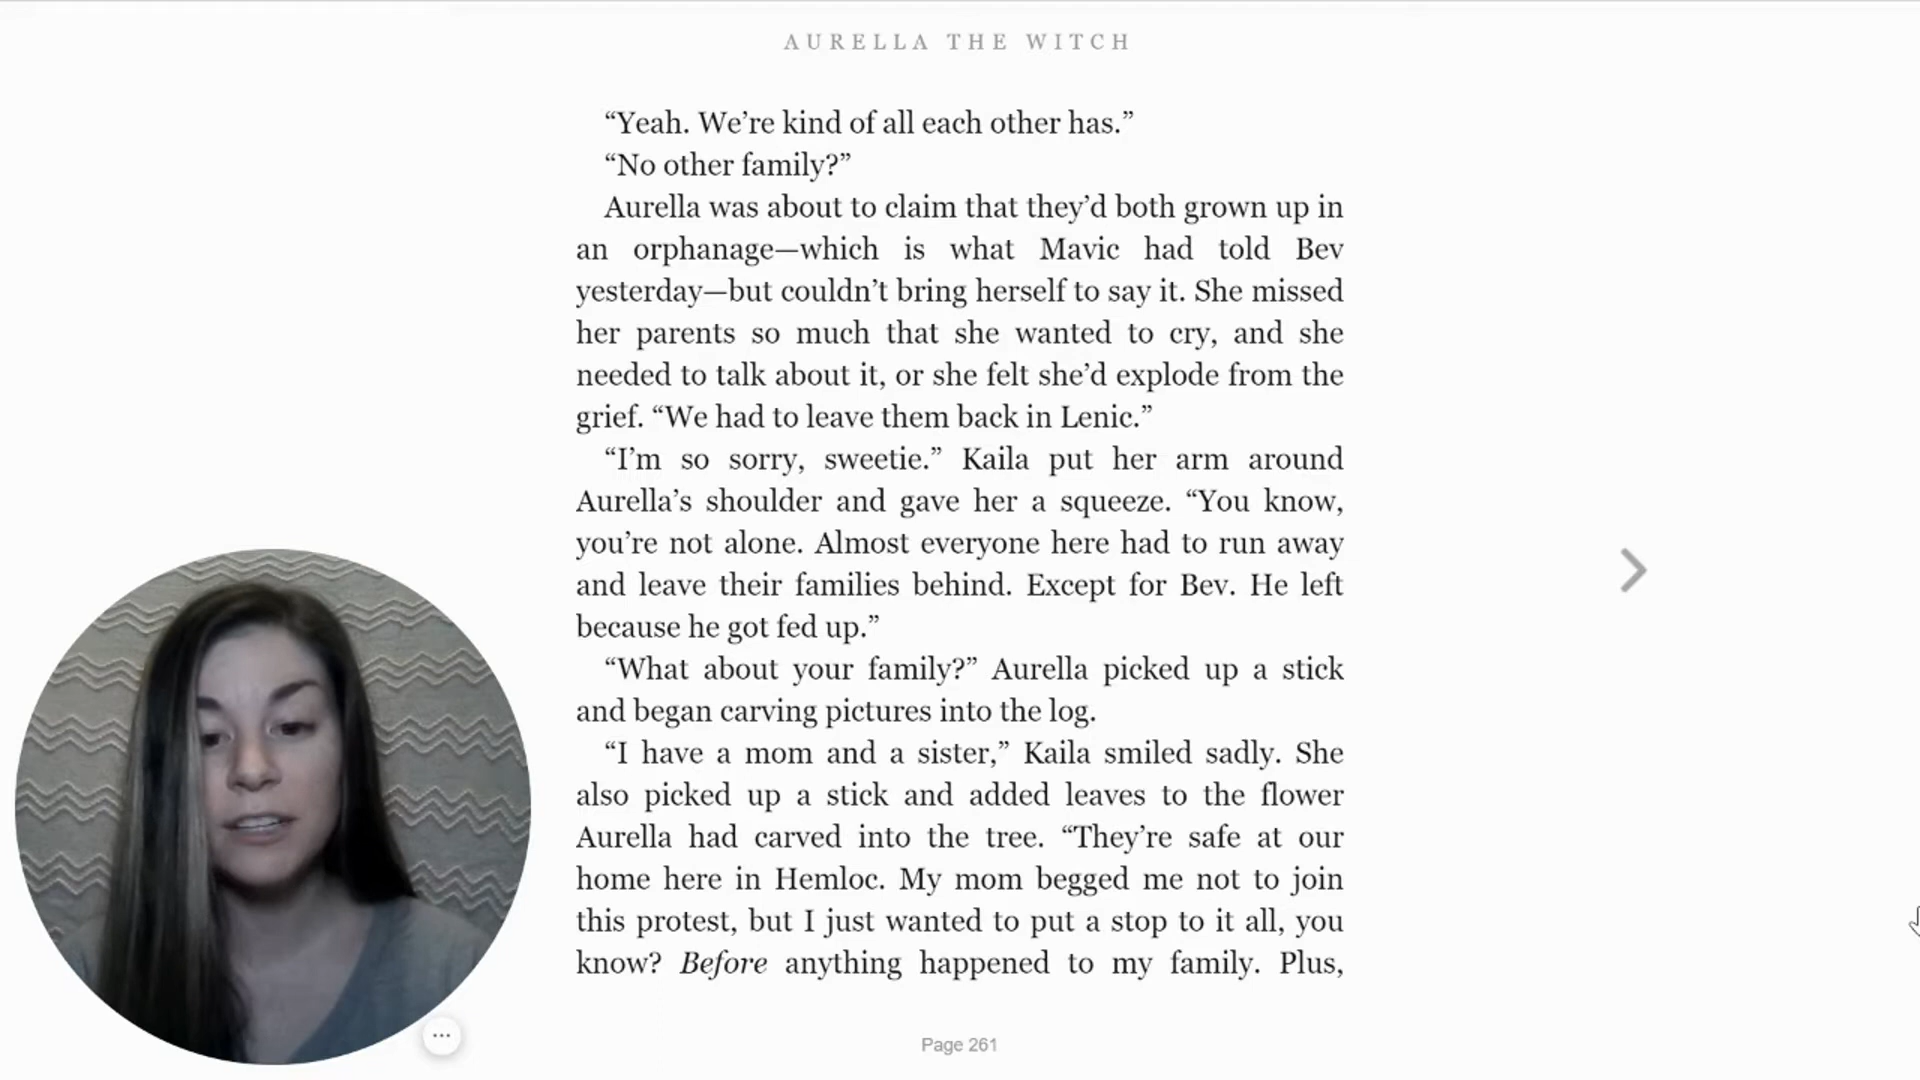 AURELLA THE WITCH
“Yeah. We’re kind of all each other has.”
“No other family?”
Aurella was about to claim that they’d both grown up in
an orphanage—which is what Mavic had told Bev
yesterday—but couldn’t bring herself to say it. She missed
her parents so much that she wanted to cry, and she
needed to talk about it, or she felt she’d explode from the
grief. “We had to leave them back in Lenic.”
“I’m so sorry, sweetie.” Kaila put her arm around
Aurella’s shoulder and gave her a squeeze. “You know,
you’re not alone. Almost everyone here had to run away
and leave their families behind. Except for Bev. He left
because he got fed up.”
“What about your family?” Aurella picked up a stick
and began carving pictures into the log.
“I have a mom and a sister,” Kaila smiled sadly. She
also picked up a stick and added leaves to the flower
Aurella had carved into the tree. “They’re safe at our
home here in Hemloc. My mom begged me not to join
this protest, but I just wanted to put a stop to it all, you
know? Before anything happened to my family. Plus,
Page 261